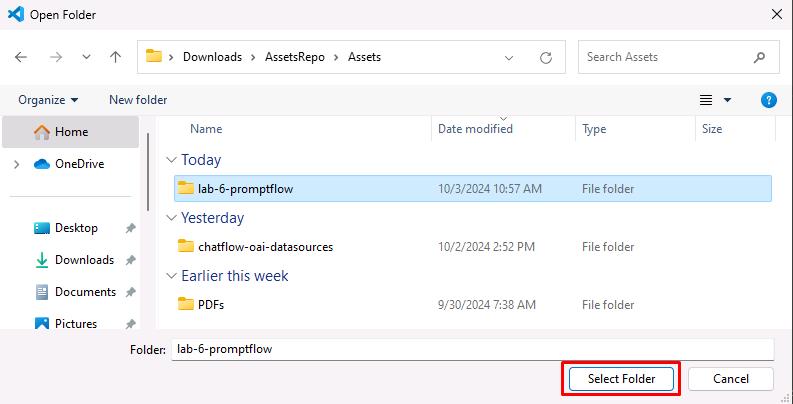 Open Folder
Downloads > AssetsRepo > Assets
Search Assets
Organize New folder
?
Home
OneDrive
Desktop
Downloads
Documents
Pictures
Name Date modified Type Size
Today
lab-6-promptflow 10/3/2024 10:57 AM File folder
Yesterday
chatflow-oai-datasources 10/2/2024 2:52 PM File folder
Earlier this week
PDFs 9/30/2024 7:38 AM File folder
Folder: lab-6-promptflow
Select Folder Cancel